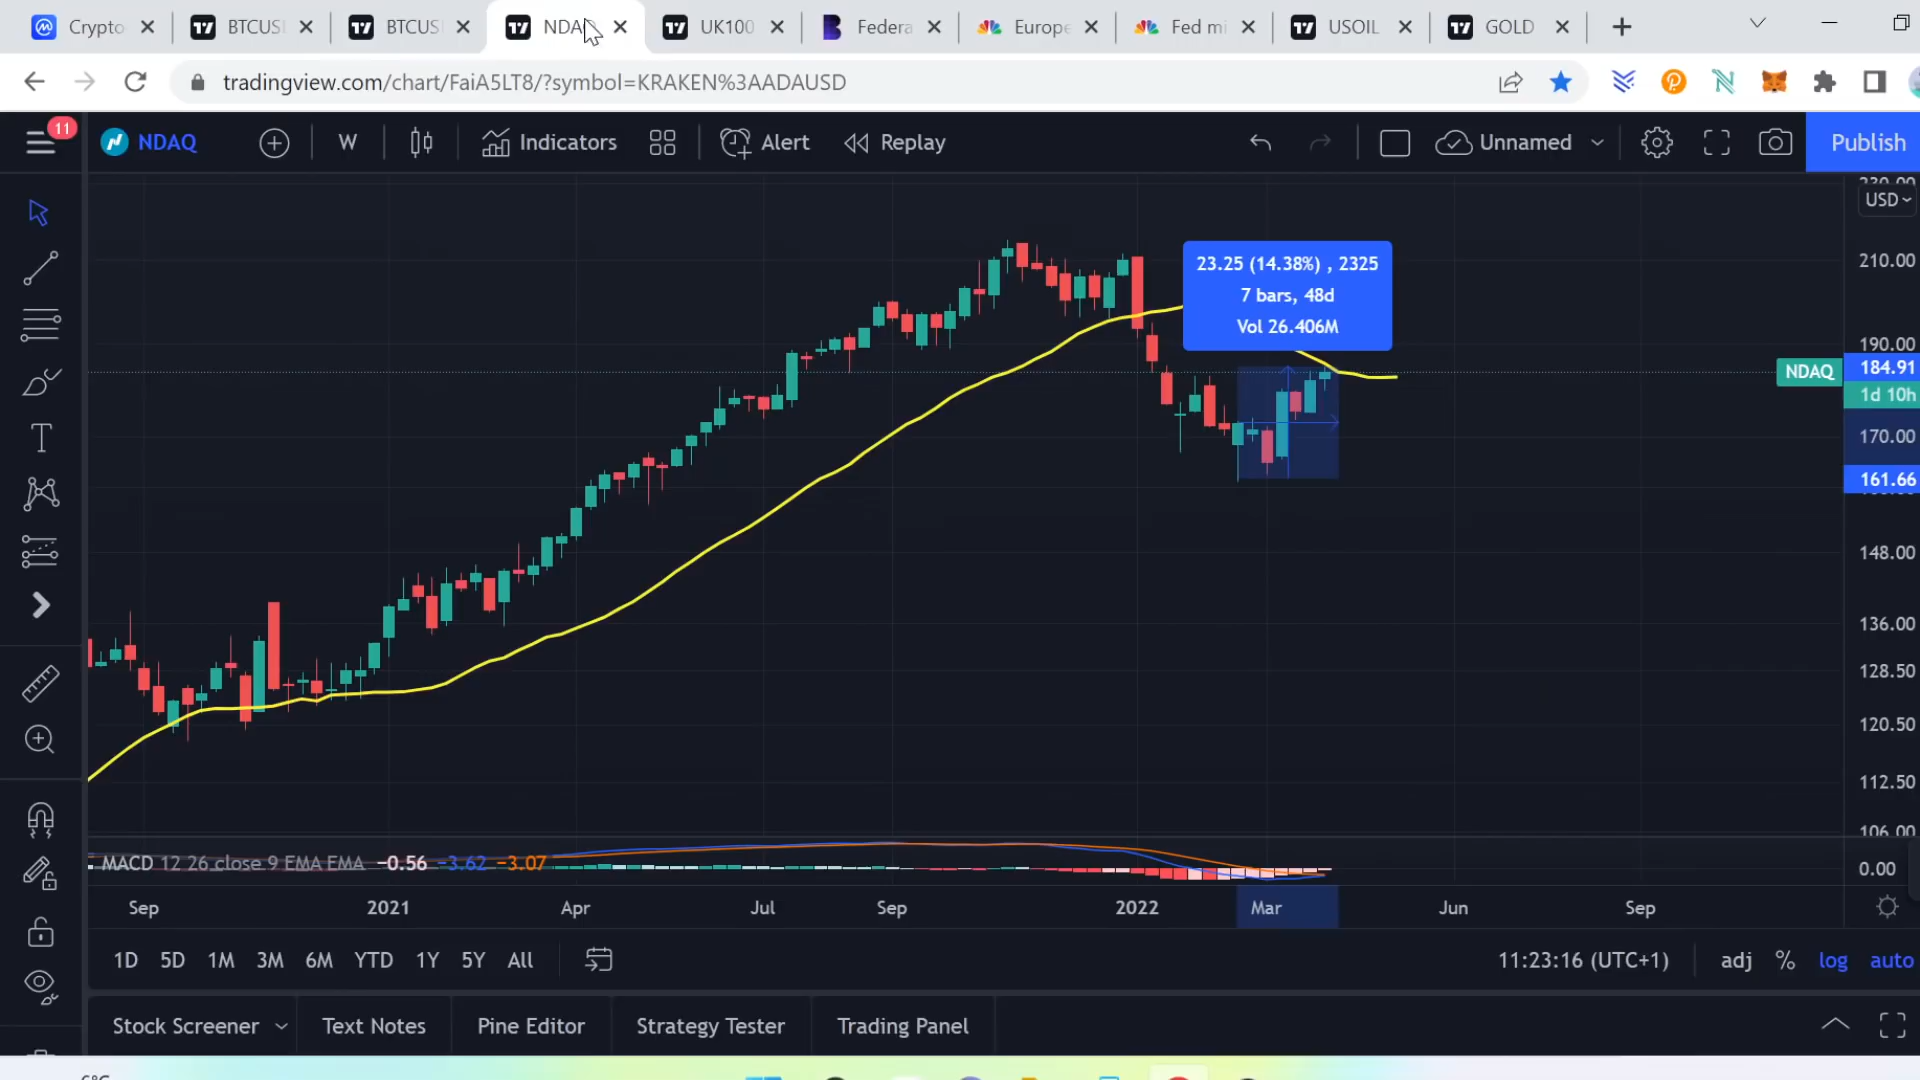 Crypto
BTCUS
BTCUS
NDAQ
UK100
Federa
Europe
Fed mi
USOIL
GOLD
tradingview.com/chart/FaiA5LT8/?symbol=KRAKEN%3AADAUSD
11
NDAQ
W
Indicators
Alert
Replay
Unnamed
Publish
230.00
USD
210.00
190.00
NDAQ
184.91
1d 10h
170.00
161.66
148.00
136.00
128.50
120.50
112.50
106.00
0.00
23.25 (14.38%) , 2325
7 bars, 48d
Vol 26.406M
MACD 12 26 close 9 EMA EMA −0.56 −3.62 −3.07
Sep
2021
Apr
Jul
Sep
2022
Mar
Jun
Sep
1D 5D 1M 3M 6M YTD 1Y 5Y All
11:23:16 (UTC+1)
adj % log auto
Stock Screener
Text Notes
Pine Editor
Strategy Tester
Trading Panel